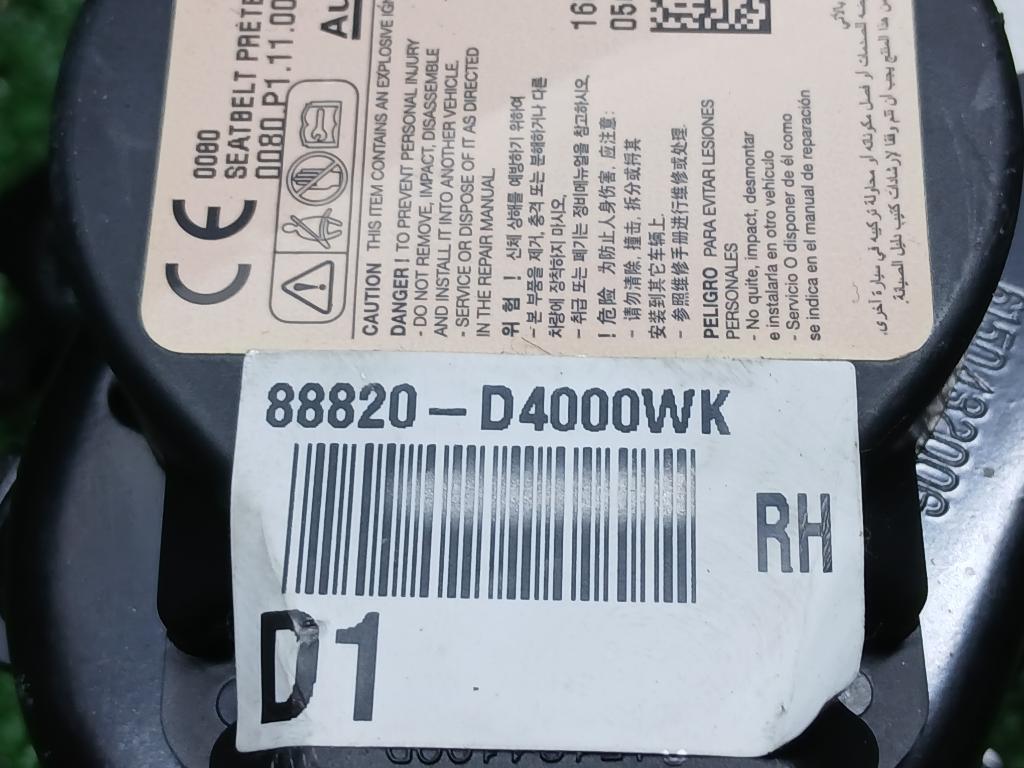 0080
SEATBELT PRÉTE
0080.P1.11.00
Au
16
05
CAUTION THIS ITEM CONTAINS AN EXPLOSIVE
DANGER ! TO PREVENT PERSONAL INJURY
- DO NOT REMOVE, IMPACT, DISASSEMBLE
AND INSTALL IT INTO ANOTHER VEHICLE.
- SERVICE OR DISPOSE OF IT AS DIRECTED
IN THE REPAIR MANUAL
위 험 ! 신체 상해를 예방하기 위하여
- 본 부품을 제거, 충격 또는 분해하거나 다른
차량에 장착하지 마시오.
- 취급 또는 폐기는 정비메뉴얼을 참고하시오
! 危险 为防止人身伤害, 应注意:
- 请勿清除, 撞击, 拆分或将其
安装到其它车辆上.
- 参照维修手册进行维修或处理.
PELIGRO PARA EVITAR LESIONES
PERSONALES
- No quite, impact, desmontar
e instalarla en otro vehículo
- Servicio O disponer de él como
se indica en el manual de reparación
88820-D4000WK
RH
D1